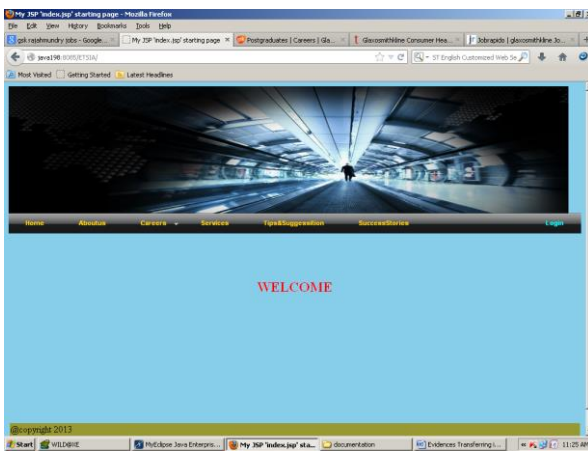 My JSP 'index.jsp' starting page - Mozilla Firefox
File Edit View History Bookmarks Tools Help
gsk rajahmundry jobs - Google...
My JSP 'index.jsp' starting page
Postgraduates | Careers | Gla...
Glaxosmithkline Consumer Hea...
Jobrapido | glaxosmithkline Jo...
java198:8085/ETSIA/
ST English Customized Web Se
Most Visited Getting Started Latest Headlines
Home Aboutus Careers Services Tips&Suggessition SuccessStories Login
WELCOME
@copyright 2013
Start
MyEclipse Java Enterpris...
My JSP 'index.jsp' sta...
documentation
Evidences Transferring i...
11:25 AM